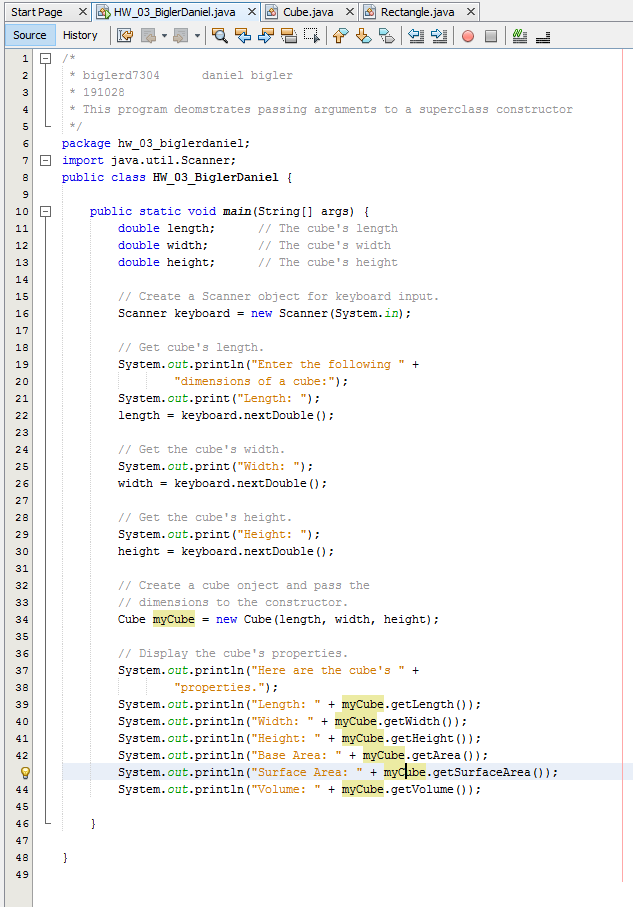 Start Page HW_03_BiglerDaniel.java Cube.java Rectangle.java
Source History
1 /*
2  * biglerd7304      daniel bigler
3  * 191028
4  * This program deomstrates passing arguments to a superclass constructor
5  */
6 package hw_03_biglerdaniel;
7 import java.util.Scanner;
8 public class HW_03_BiglerDaniel {
9
10     public static void main(String[] args) {
11         double length;      // The cube's length
12         double width;       // The cube's width
13         double height;      // The cube's height
14
15         // Create a Scanner object for keyboard input.
16         Scanner keyboard = new Scanner(System.in);
17
18         // Get cube's length.
19         System.out.println("Enter the following " +
20                 "dimensions of a cube:");
21         System.out.print("Length: ");
22         length = keyboard.nextDouble();
23
24         // Get the cube's width.
25         System.out.print("Width: ");
26         width = keyboard.nextDouble();
27
28         // Get the cube's height.
29         System.out.print("Height: ");
30         height = keyboard.nextDouble();
31
32         // Create a cube onject and pass the
33         // dimensions to the constructor.
34         Cube myCube = new Cube(length, width, height);
35
36         // Display the cube's properties.
37         System.out.println("Here are the cube's " +
38                 "properties.");
39         System.out.println("Length: " + myCube.getLength());
40         System.out.println("Width: " + myCube.getWidth());
41         System.out.println("Height: " + myCube.getHeight());
42         System.out.println("Base Area: " + myCube.getArea());
System.out.println("Surface Area: " + myCube.getSurfaceArea());
44         System.out.println("Volume: " + myCube.getVolume());
45
46     }
47
48 }
49